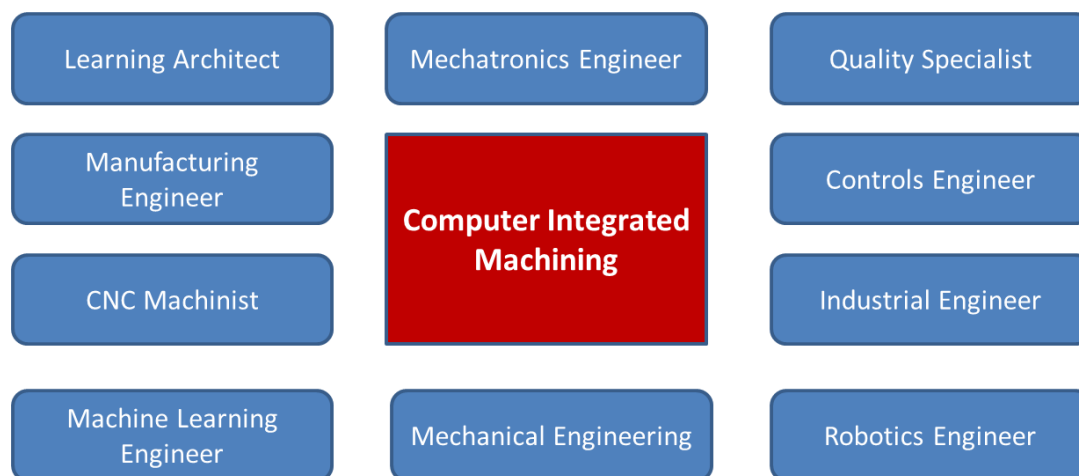 Learning Architect
Mechatronics Engineer
Quality Specialist
Manufacturing
Engineer
Controls Engineer
Computer Integrated
Machining
CNC Machinist
Industrial Engineer
Machine Learning
Engineer
Mechanical Engineering
Robotics Engineer